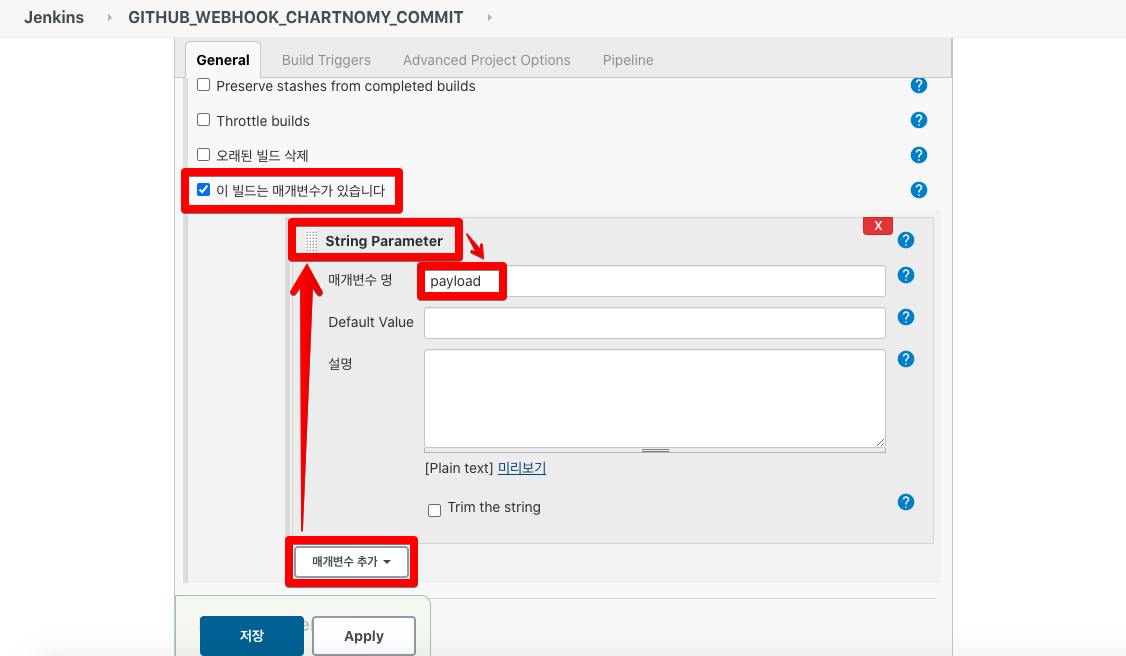 Jenkins GITHUB_WEBHOOK_CHARTNOMY_COMMIT
General Build Triggers Advanced Project Options Pipeline
Preserve stashes from completed builds ?
Throttle builds ?
오래된 빌드 삭제 ?
이 빌드는 매개변수가 있습니다 ?
X
String Parameter ?
매개변수 명 payload ?
Default Value ?
설명 ?
[Plain text] 미리보기
Trim the string ?
매개변수 추가
저장 Apply